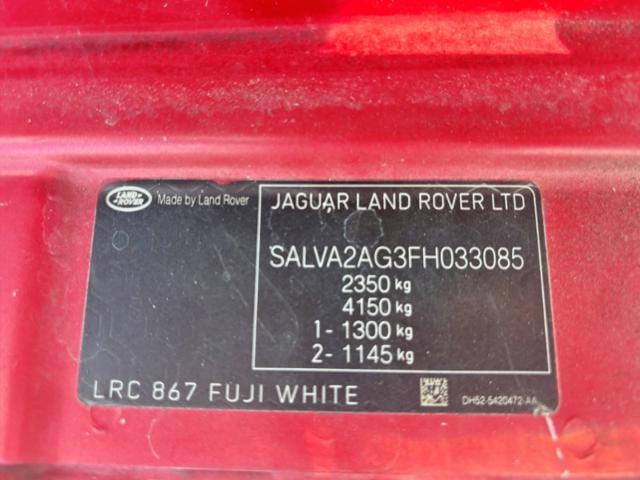 LAND ROVER Made by Land Rover
JAGUAR LAND ROVER LTD
SALVA2AG3FH033085
2350 kg
4150 kg
1- 1300 kg
2- 1145 kg
LRC 867 FUJI WHITE
DH52-5420472-AA